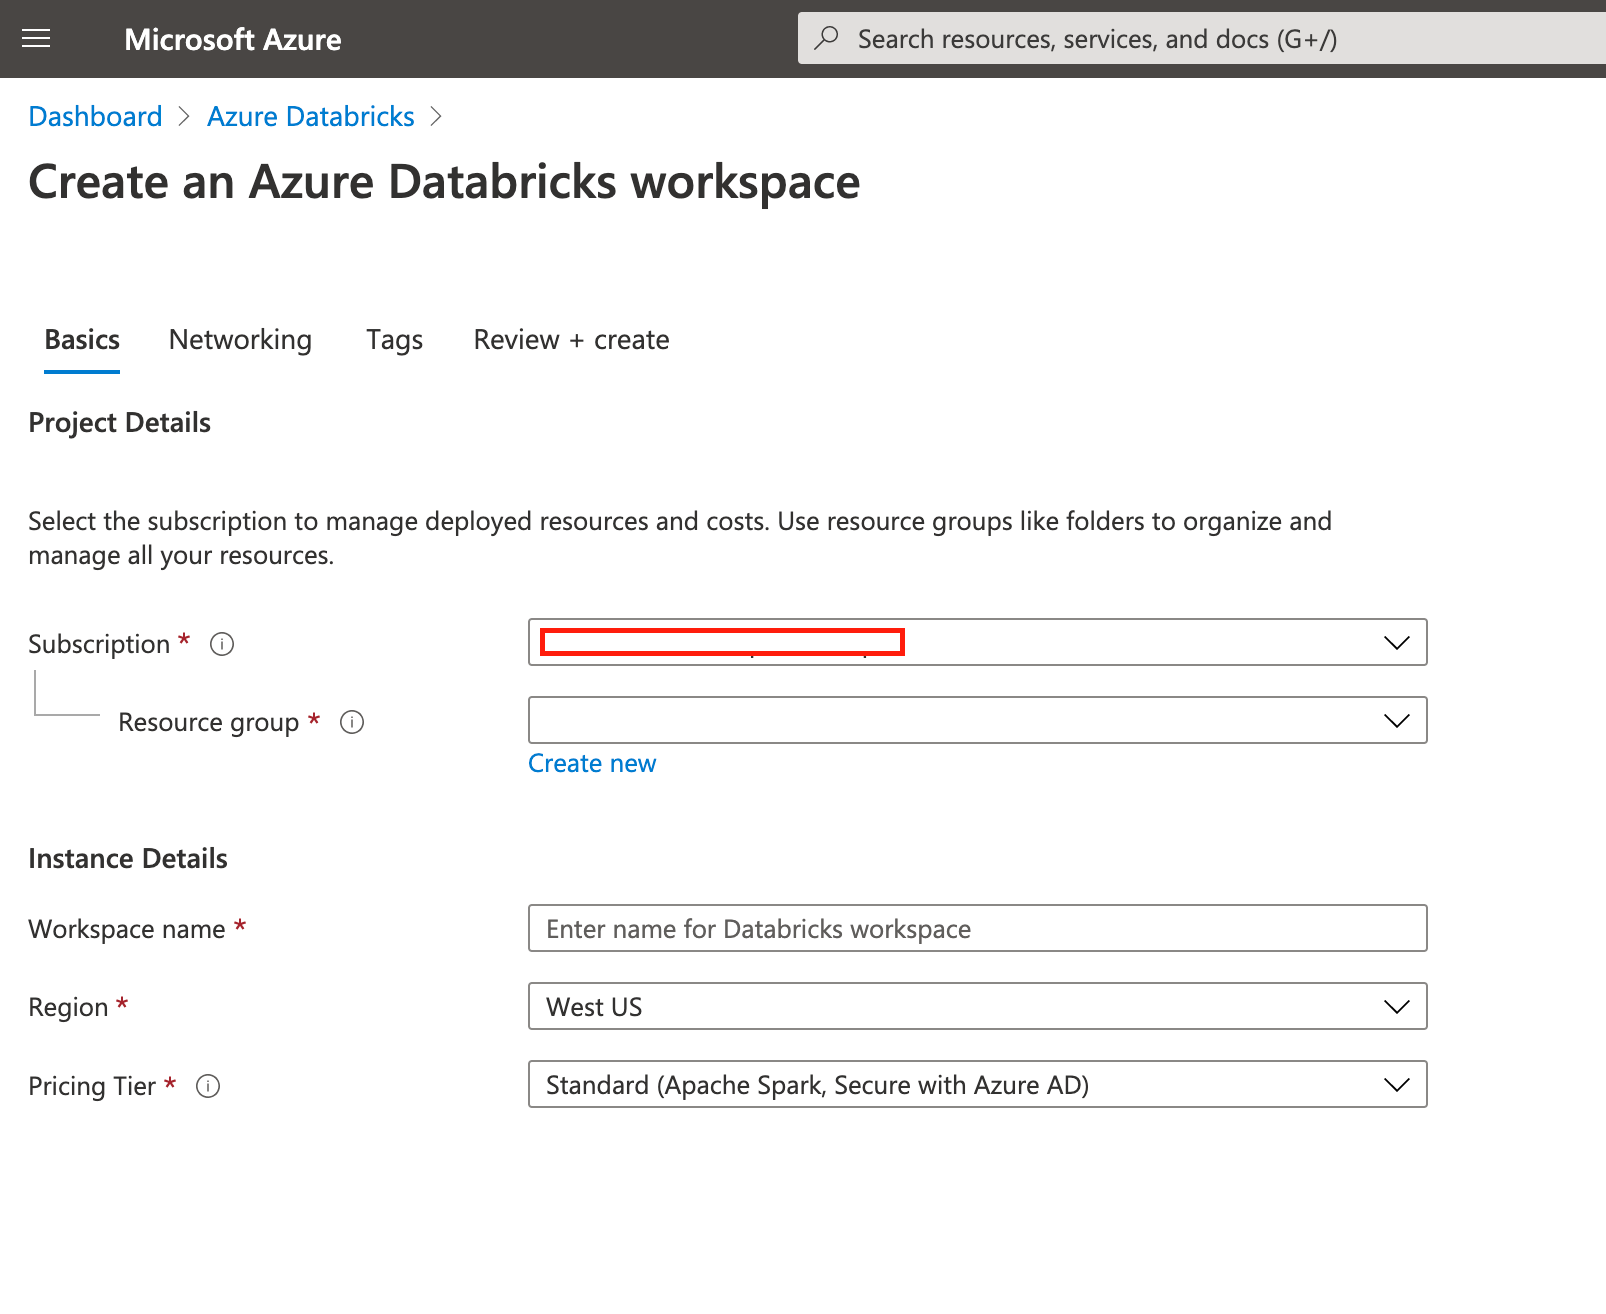 Microsoft Azure
Search resources, services, and docs (G+/)
Dashboard > Azure Databricks >
Create an Azure Databricks workspace
Basics Networking Tags Review + create
Project Details
Select the subscription to manage deployed resources and costs. Use resource groups like folders to organize and
manage all your resources.
Subscription *
Resource group *
Create new
Instance Details
Workspace name * Enter name for Databricks workspace
Region * West US
Pricing Tier * Standard (Apache Spark, Secure with Azure AD)